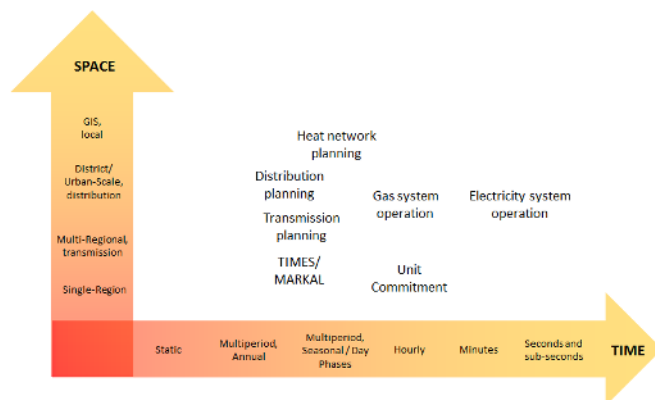 SPACE
GIS,
local
District/
Urban-Scale,
distribution
Multi-Regional,
transmission
Single-Region
Heat network
planning
Distribution
planning
Gas system
operation
Electricity system
operation
Transmission
planning
TIMES/
MARKAL
Unit
Commitment
Static
Multiperiod,
Annual
Multiperiod,
Seasonal/Day
Phases
Hourly
Minutes
Seconds and
sub-seconds
TIME